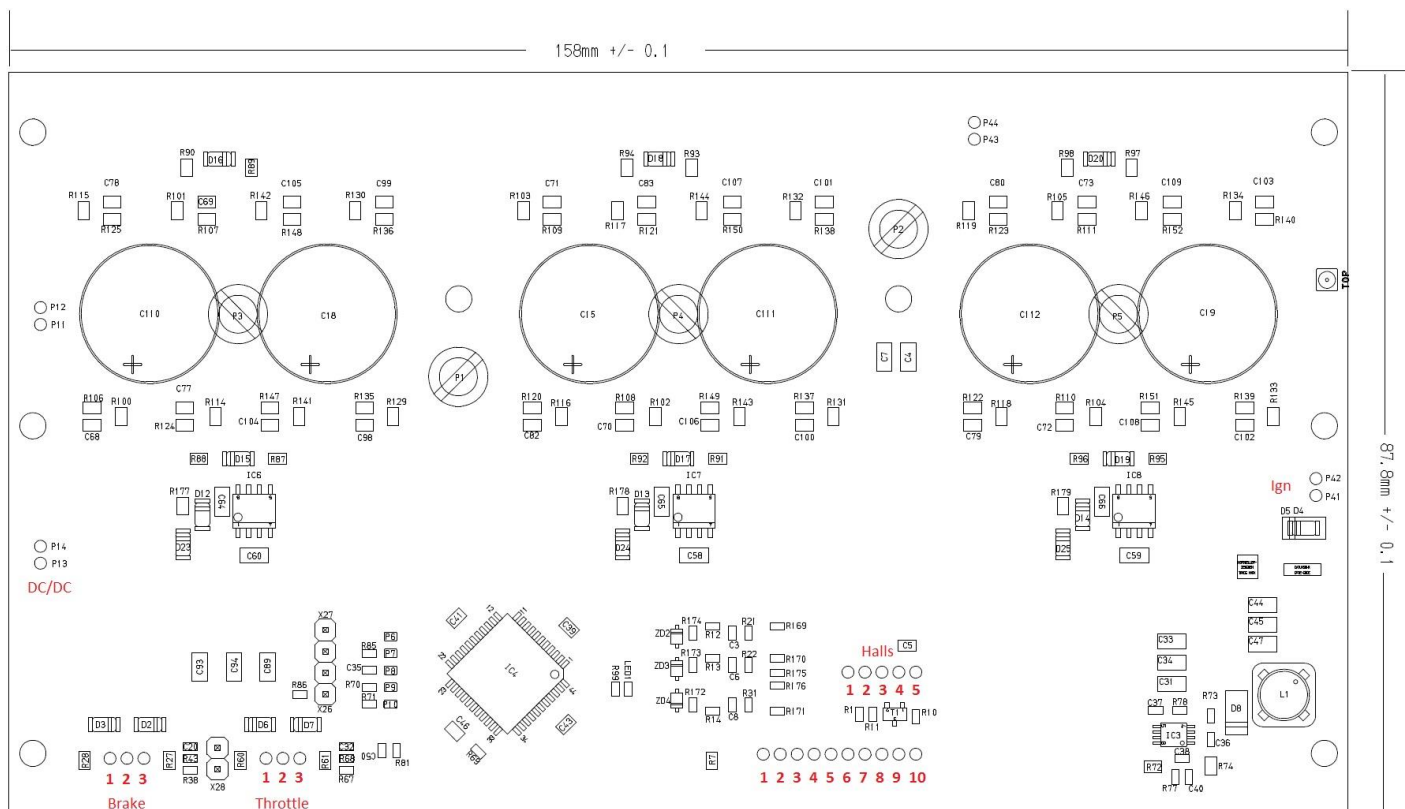 158mm +/- 0.1
87.8mm +/- 0.1
P44
P43
R90 D16 R89 R94 D18 R93 R98 D20 R97
C78 C105 C99 C71 C83 C107 C101 C80 C73 C109 C103
R115 R101 C69 R142 R130 R103 R144 R132 R105 R146 R134
R125 R107 R148 R136 R109 R117 R121 R150 R138 R119 R123 R111 R152 R140
P2
TOP
P12
P11
C110 P3 C18 C15 P4 C111 C112 P5 C19
C7 C4
P1
R106 R100 C77 R114 R147 R141 R135 R129 R120 R116 R108 R102 R149 R143 R137 R131 R122 R118 R110 R104 R151 R145 R139 R133
C68 R124 C104 C98 C82 C70 C106 C100 C79 C72 C108 C102
R88 D15 R87 R92 D17 R91 R96 D19 R95
IC6 IC7 IC8
R177 D12 C64 R178 D13 C65 R179 D14 C66
Ign
P42
P41
D5 D4
D23 C60 D24 C58 D25 C59
P14
P13
DC/DC
X27
R85 P6
P7
C35 P8
R70 P9
R71 P10
R86
X26
C93 C94 C89
C41 12 11 C39
22 1
IC4
23 44
C46 33 34 C43
R69
R99 LED1
ZD2 R174 R12 C3 R21 R169
ZD3 R173 R13 C6 R22 R170
R175
R176
ZD4 R172 R14 C8 R31 R171
C5
Halls
1 2 3 4 5
R1 R11 T1 R10
R7
1 2 3 4 5 6 7 8 9 10
C44
C45
C47
C33
C34
C31
L1
D8
C37 R78 R73
IC3 C36
C38
R72 R74
R77 C40
D3 D2 D6 D7
R28 R27 C20 R43 R38 R60 R61 C32 R68 R67 C50 R81
X28
1 2 3
Brake
1 2 3
Throttle